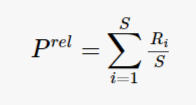 P^{rel} = \sum_{i=1}^{S} \frac{R_i}{S}